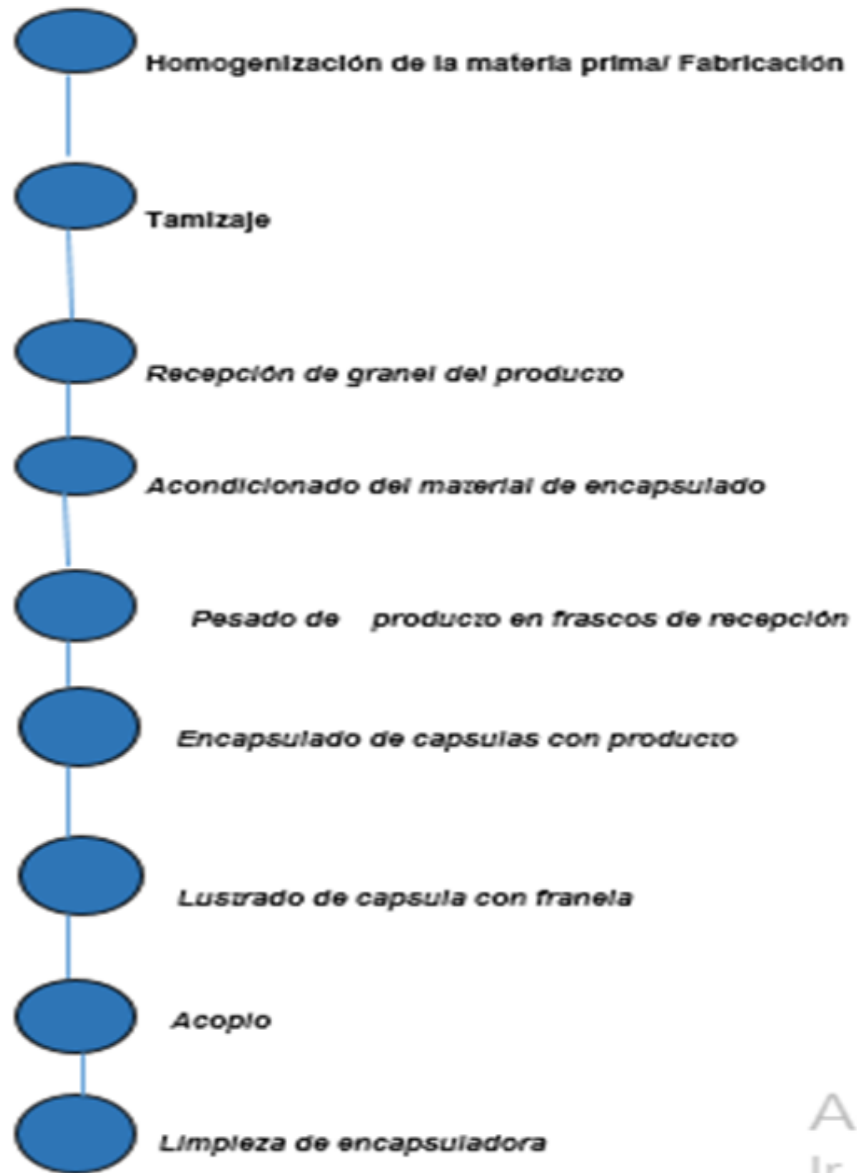 Homogenización de la materia prima/ Fabricación
Tamizaje
Recepción de granel del producto
Acondicionado del material de encapsulado
Pesado de producto en frascos de recepción
Encapsulado de capsulas con producto
Lustrado de capsula con franela
Acopio
Limpieza de encapsuladora
A
Ir